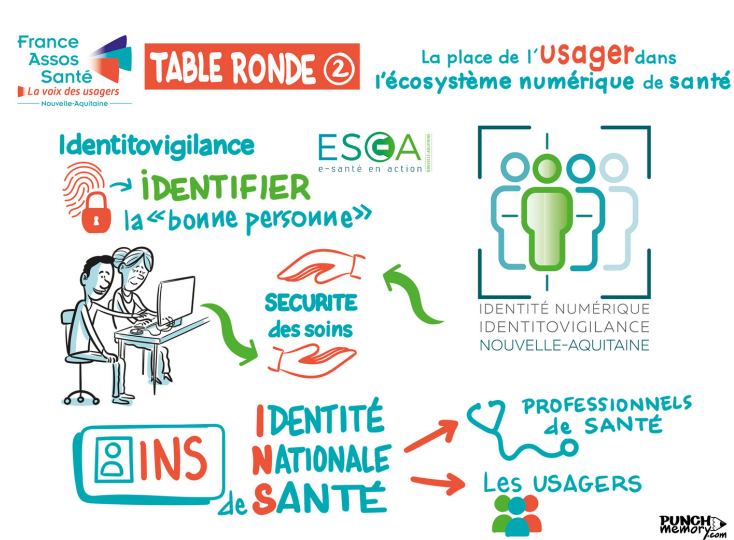 France
Assos
Santé
La voix des usagers
Nouvelle-Aquitaine
TABLE RONDE 2
La place de l'usager dans
l'écosystème numérique de santé
Identitovigilance
iDENTIFIER
la «bonne personne»
ESEA
e-santé en action
SECURITE
des soins
IDENTITÉ NUMÉRIQUE
IDENTITOVIGILANCE
NOUVELLE-AQUITAINE
INS
IDENTITÉ
NATIONALE
de SANTÉ
PROFESSIONNELS
de SANTÉ
Les USAGERS
PUNCH
memory.com